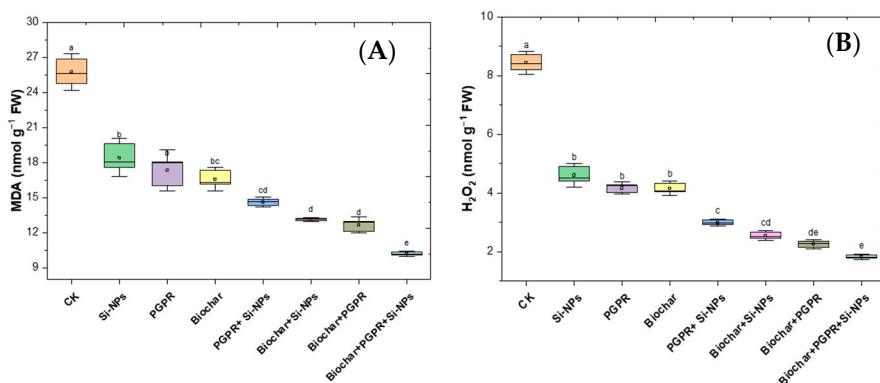 (A)
MDA (nmol g⁻¹ FW)
30
27
24
21
18
15
12
9
a
b
b
bc
cd
d
d
e
CK
Si-NPs
PGPR
Biochar
PGPR+ Si-NPs
Biochar+Si-NPs
Biochar+PGPR
Biochar+PGPR+Si-NPs
(B)
H₂O₂ (nmol g⁻¹ FW)
10
8
6
4
2
a
b
b
b
c
cd
de
e
CK
Si-NPs
PGPR
Biochar
PGPR+ Si-NPs
Biochar+Si-NPs
Biochar+PGPR
Biochar+PGPR+Si-NPs